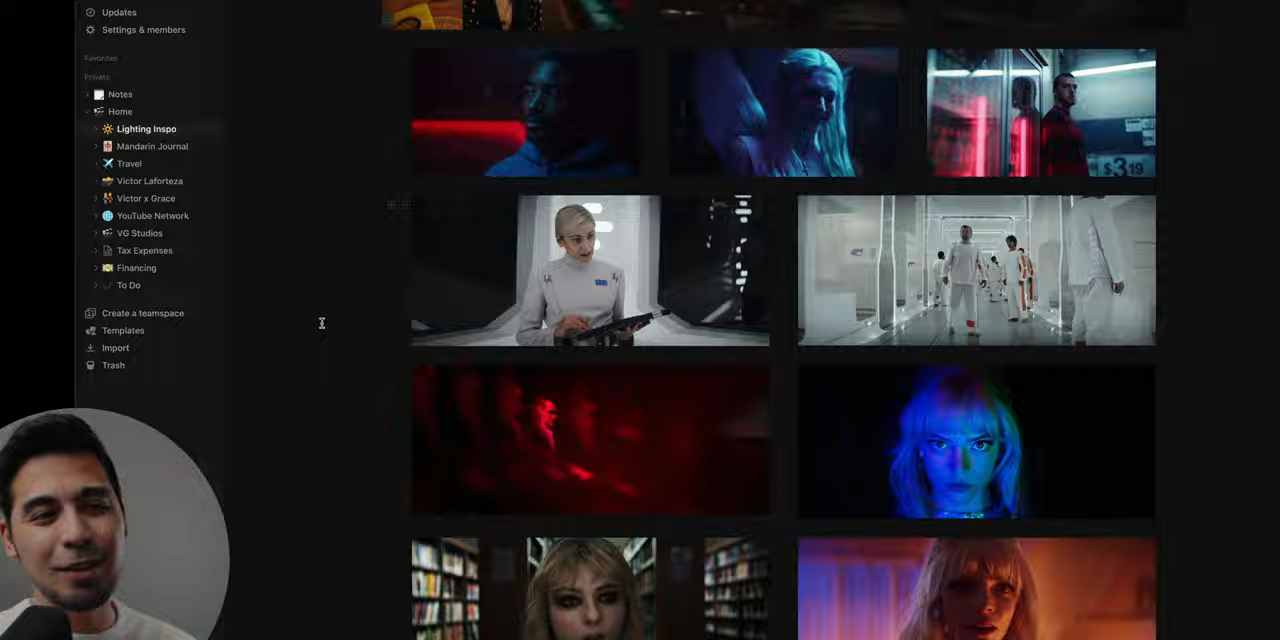 Updates
Settings & members
Favorites
Private
Notes
Home
Lighting Inspo
Mandarin Journal
Travel
Victor Laforteza
Victor x Grace
YouTube Network
VG Studios
Tax Expenses
Financing
To Do
Create a teamspace
Templates
Import
Trash
$3 19